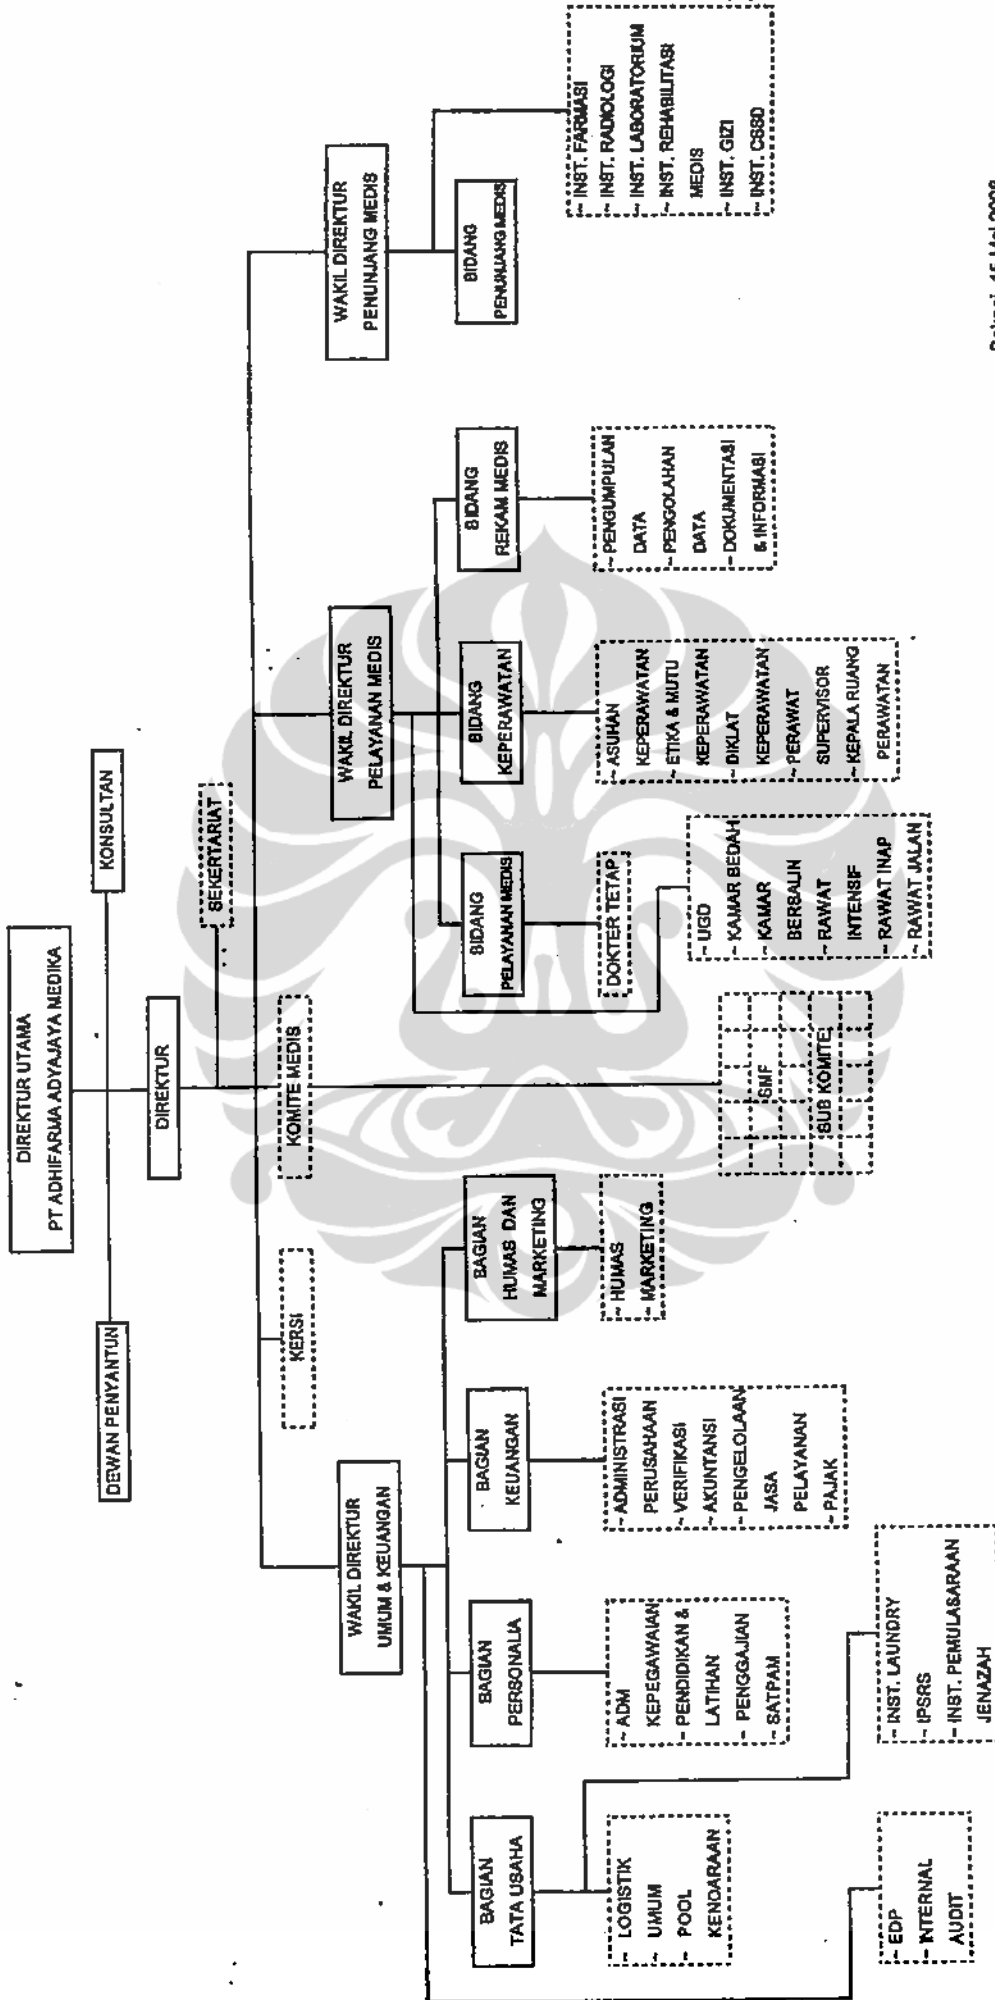 DIREKTUR UTAMA
PT ADHIFARMA ADYAJAYA MEDIKA
DEWAN PENYANTUN
KONSULTAN
DIREKTUR
SEKERTARIAT
KERSI
KOMITE MEDIS
WAKIL DIREKTUR
UMUM & KEUANGAN
WAKIL DIREKTUR
PELAYANAN MEDIS
WAKIL DIREKTUR
PENUNJANG MEDIS
BAGIAN
TATA USAHA
BAGIAN
PERSONALIA
BAGIAN
KEUANGAN
BAGIAN
HUMAS DAN
MARKETING
BIDANG
PELAYANAN MEDIS
BIDANG
KEPERAWATAN
BIDANG
REKAM MEDIS
BIDANG
PENUNJANG MEDIS
- LOGISTIK
- UMUM
- POOL
KENDARAAN
~ ADM
KEPEGAWAIAN
- PENDIDIKAN &
LATIHAN
- PENGGAJIAN
~ SATPAM
~ ADMINISTRASI
PERUSAHAAN
~ VERIFIKASI
~ AKUNTANSI
- PENGELOLAAN
JASA
PELAYANAN
~ PAJAK
~ HUMAS
- MARKETING
DOKTER TETAP
~ ASUHAN
KEPERAWATAN
~ ETIKA & MUTU
KEPERAWATAN
~ DIKLAT
KEPERAWATAN
~ PERAWAT
SUPERVISOR
~ KEPALA RUANG
PERAWATAN
~ PENGUMPULAN
DATA
- PENGOLAHAN
DATA
- DOKUMENTASI
& INFORMASI
~ INST. FARMASI
~ INST. RADIOLOGI
~ INST. LABORATORIUM
~ INST. REHABILITASI
MEDIS
~ INST. GIZI
~ INST. CSSD
SMF
SUB KOMITE
~ UGD
~ KAMAR BEDAH
~ KAMAR
BERSALIN
~ RAWAT
INTENSIF
~ RAWAT INAP
~ RAWAT JALAN
- EDP
- INTERNAL
AUDIT
- INST. LAUNDRY
- IPSRS
- INST. PEMULASARAAN
JENAZAH